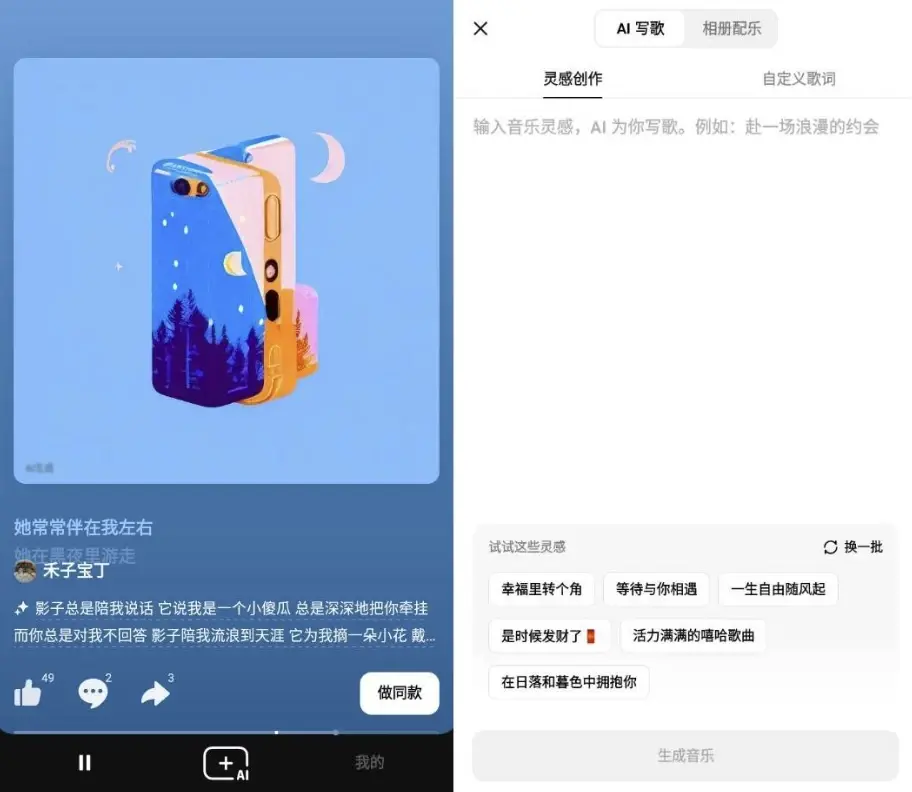 她常常伴在我左右
她在黑夜里游走
禾子宝丁
影子总是陪我说话 它说我是一个小傻瓜 总是深深地把你牵挂
而你总是对我不回答 影子陪我流浪到天涯 它为我摘一朵小花 戴...
49
2
3
做同款
AI
我的
AI 写歌
相册配乐
灵感创作
自定义歌词
输入音乐灵感，AI 为你写歌。例如：赴一场浪漫的约会
试试这些灵感
换一批
幸福里转个角
等待与你相遇
一生自由随风起
是时候发财了🧧
活力满满的嘻哈歌曲
在日落和暮色中拥抱你
生成音乐